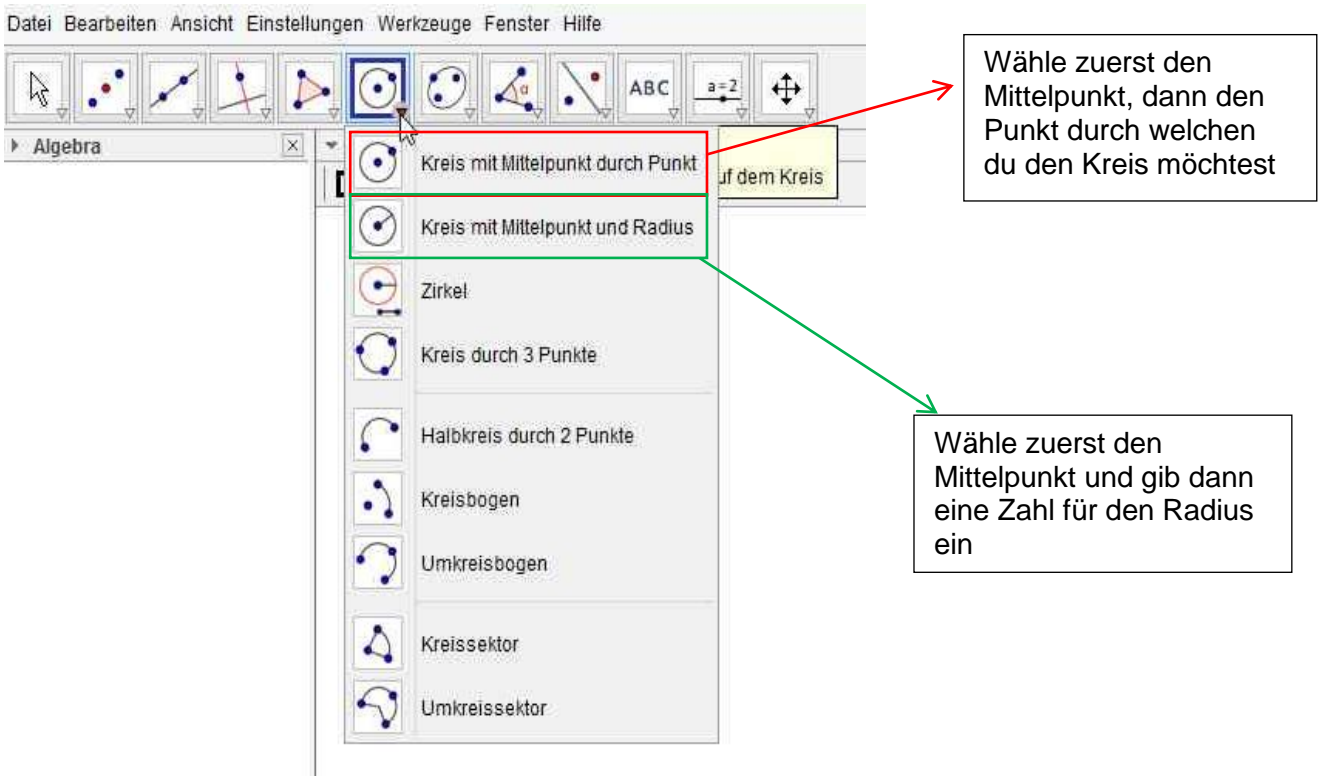 Datei Bearbeiten Ansicht Einstellungen Werkzeuge Fenster Hilfe
ABC
a=2
α
Algebra
Kreis mit Mittelpunkt durch Punkt
uf dem Kreis
Kreis mit Mittelpunkt und Radius
Zirkel
Kreis durch 3 Punkte
Halbkreis durch 2 Punkte
Kreisbogen
Umkreisbogen
Kreissektor
Umkreissektor
Wähle zuerst den
Mittelpunkt, dann den
Punkt durch welchen
du den Kreis möchtest
Wähle zuerst den
Mittelpunkt und gib dann
eine Zahl für den Radius
ein